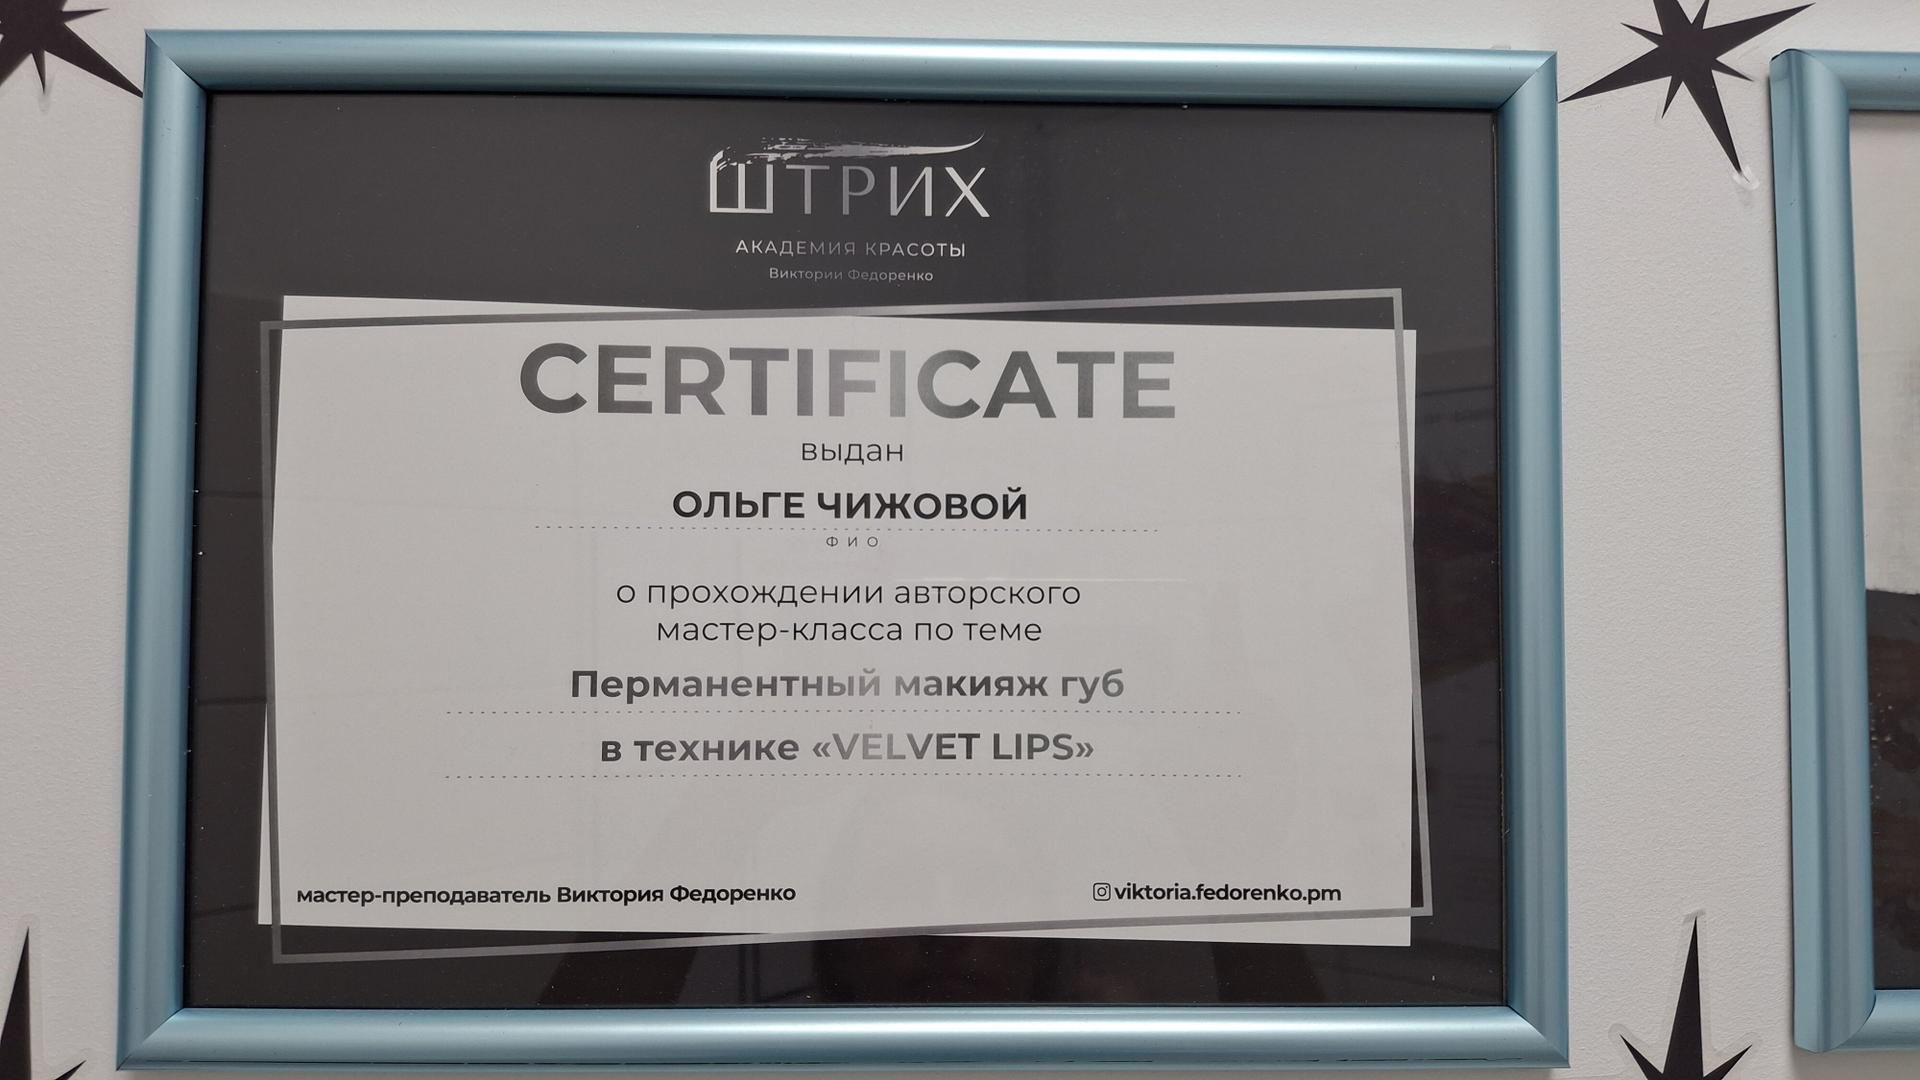 ШТРИХ
АКАДЕМИЯ КРАСОТЫ
Виктории Федоренко
CERTIFICATE
выдан
ОЛЬГЕ ЧИЖОВОЙ
ФИО
о прохождении авторского
мастер-класса по теме
Перманентный макияж губ
в технике «VELVET LIPS»
мастер-преподаватель Виктория Федоренко
viktoria.fedorenko.pm